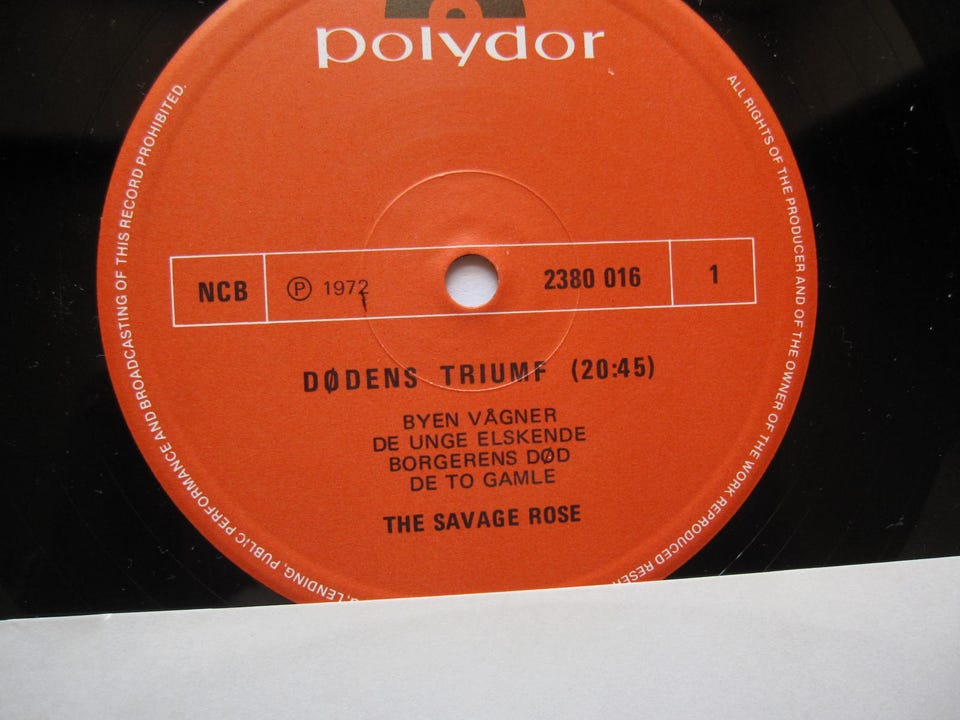 polydor
NCB
℗ 1972
2380 016
1
DØDENS TRIUMF (20:45)
BYEN VÅGNER
DE UNGE ELSKENDE
BORGERENS DØD
DE TO GAMLE
THE SAVAGE ROSE
ALL RIGHTS OF THE PRODUCER AND OF THE OWNER OF THE WORK REPRODUCED
LENDING, PUBLIC PERFORMANCE AND BROADCASTING OF THIS RECORD PROHIBITED.